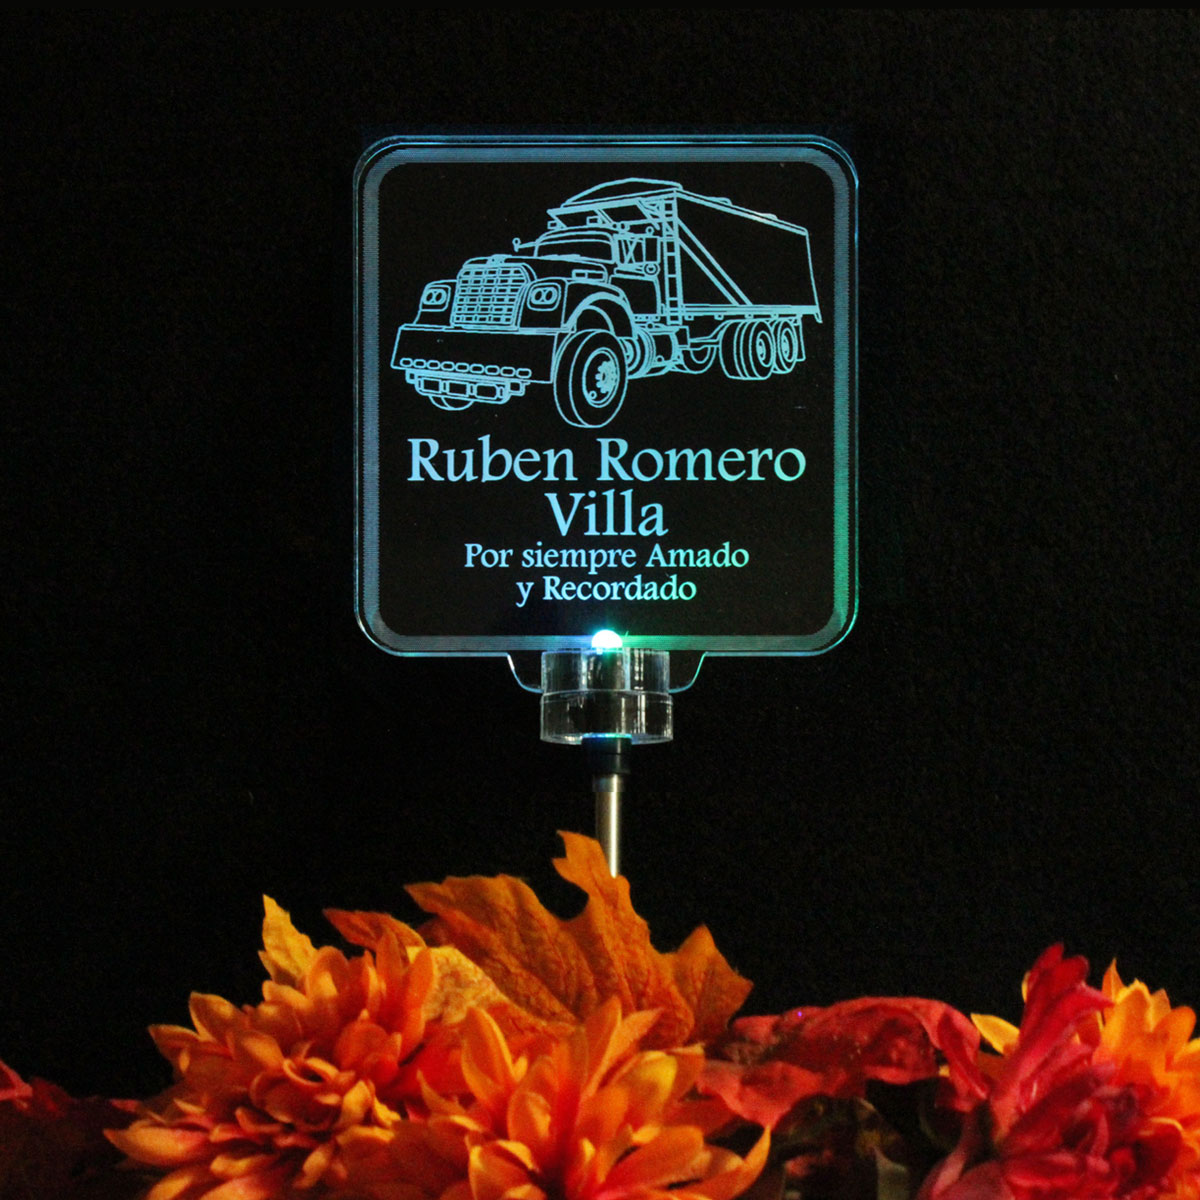 Ruben Romero
Villa
Por siempre Amado
y Recordado